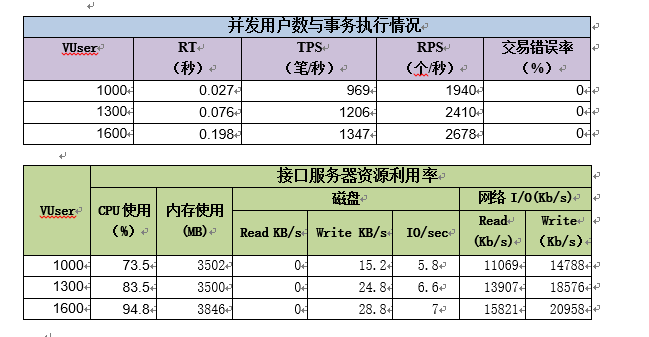 并发用户数与事务执行情况
VUser RT（秒） TPS（笔/秒） RPS（个/秒） 交易错误率（%）
1000 0.027 969 1940 0
1300 0.076 1206 2410 0
1600 0.198 1347 2678 0
接口服务器资源利用率
VUser CPU 使用（%） 内存使用(MB) 磁盘 网络 I/O(Kb/s)
Read KB/s Write KB/s IO/sec Read(Kb/s) Write（Kb/s）
1000 73.5 3502 0 15.2 5.8 11069 14788
1300 83.5 3500 0 24.8 6.6 13907 18576
1600 94.8 3846 0 28.8 7 15821 20958